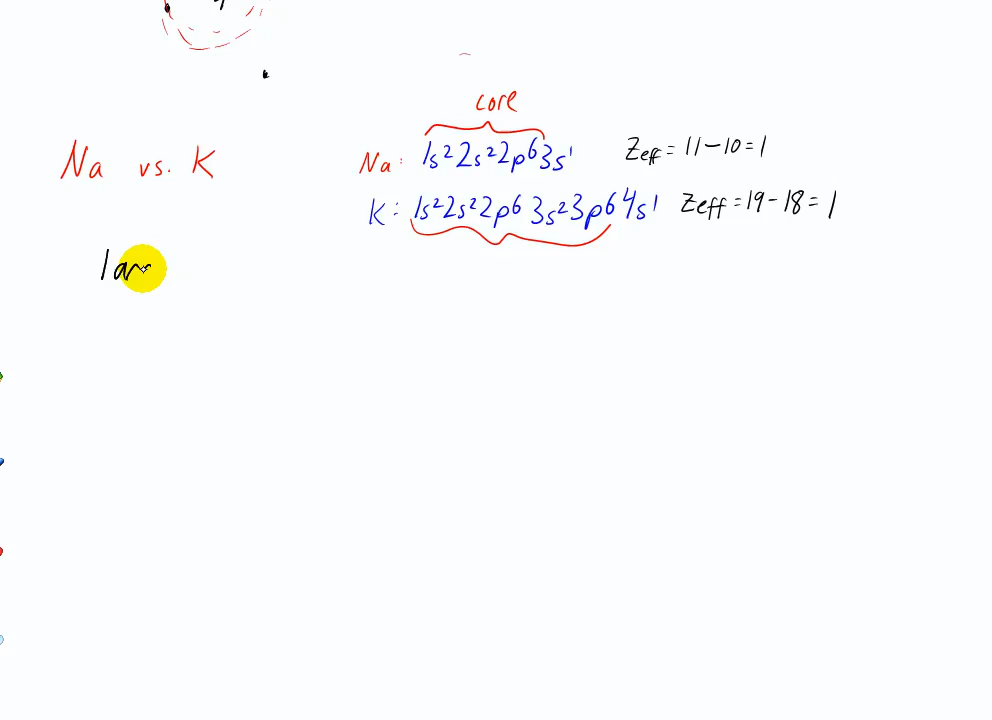 core
Na vs. K
Na: 1s²2s²2p⁶3s¹ Zeff = 11 - 10 = 1
K: 1s²2s²2p⁶3s²3p⁶4s¹ Zeff = 19 - 18 = 1